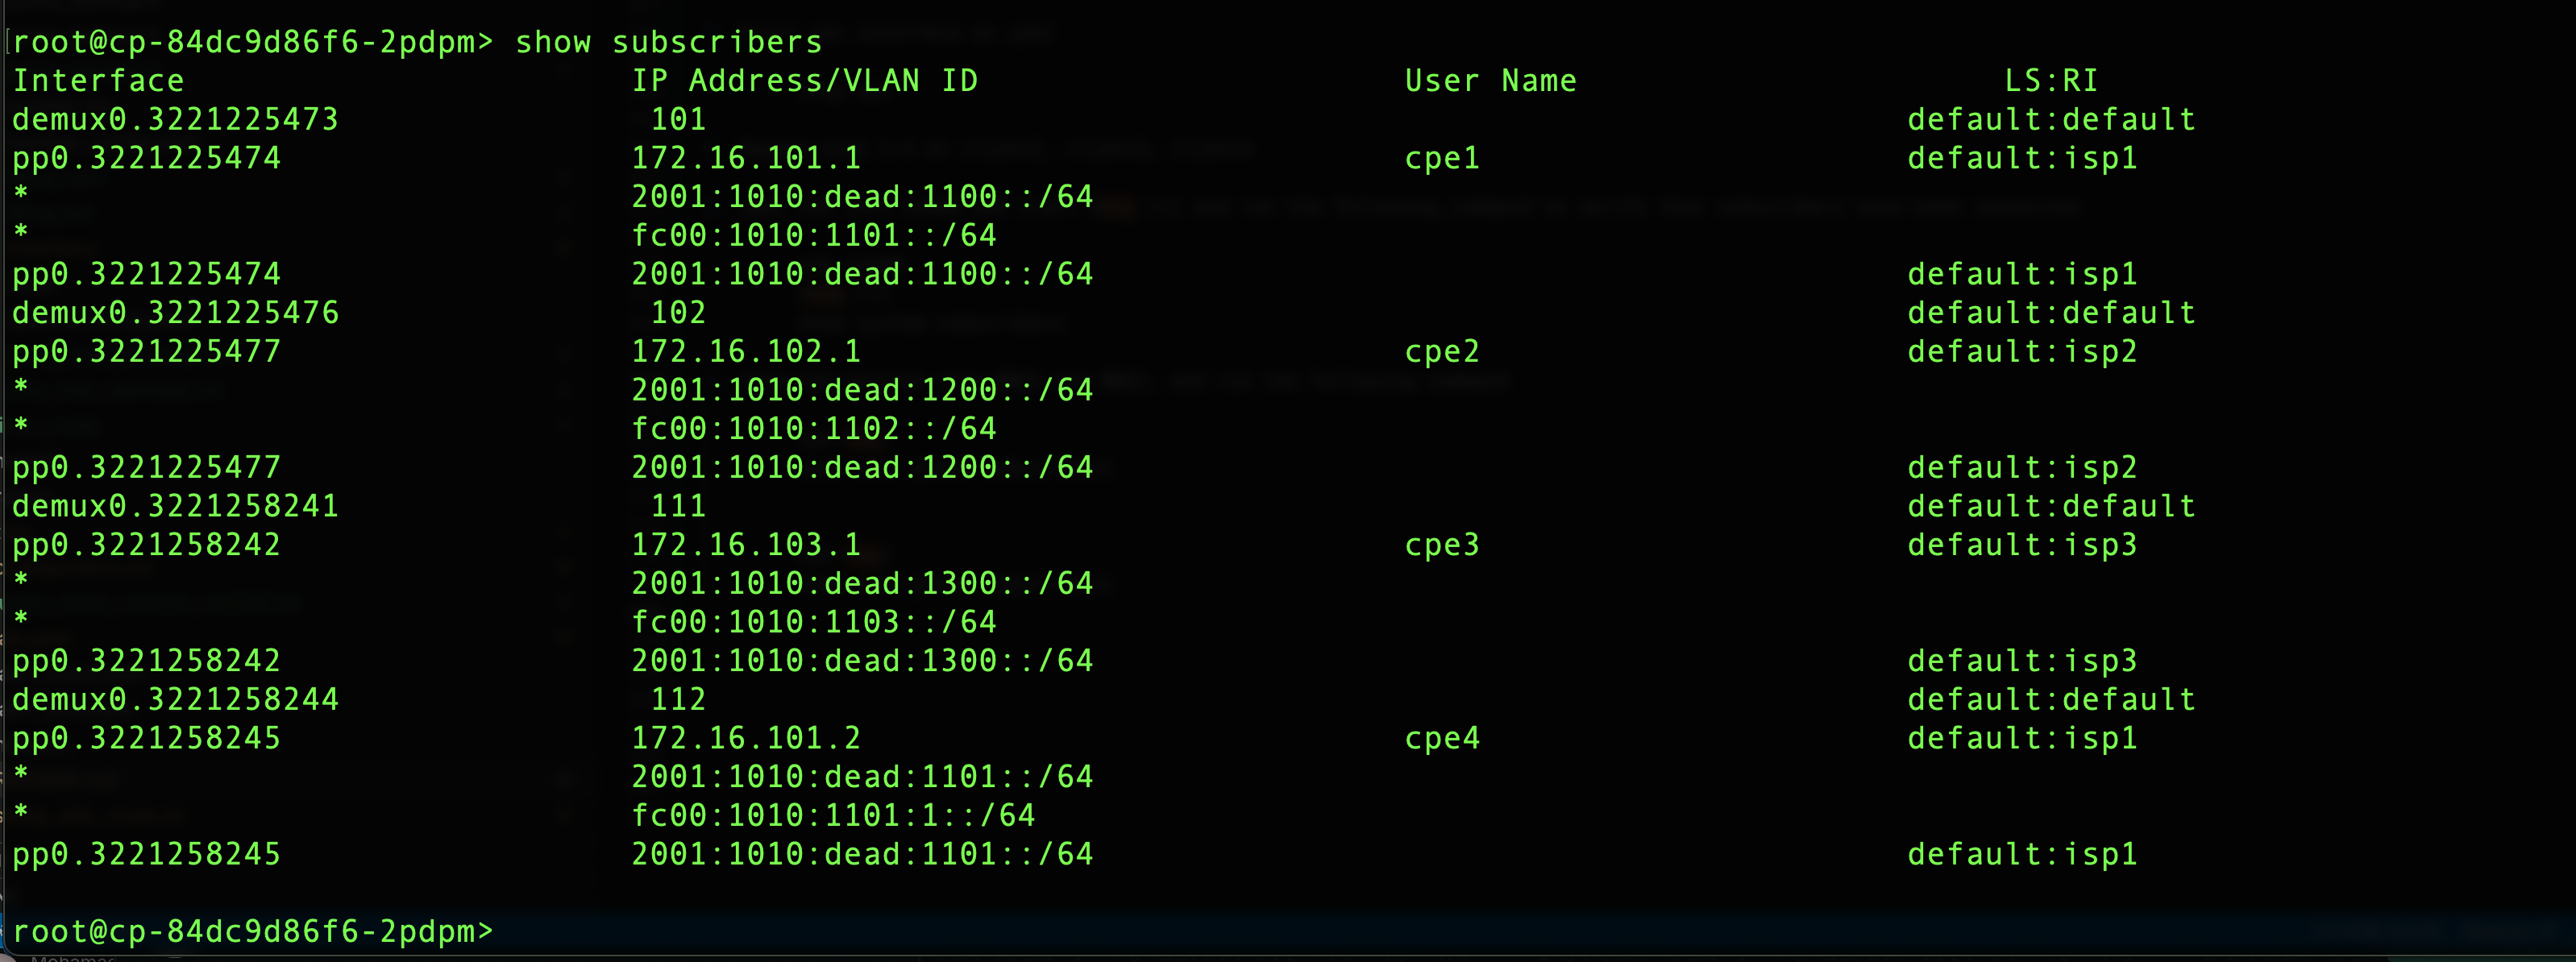 [root@cp-84dc9d86f6-2pdpm> show subscribers
Interface IP Address/VLAN ID User Name LS:RI
demux0.3221225473 101 default:default
pp0.3221225474 172.16.101.1 cpe1 default:isp1
* 2001:1010:dead:1100::/64
* fc00:1010:1101::/64
pp0.3221225474 2001:1010:dead:1100::/64 default:isp1
demux0.3221225476 102 default:default
pp0.3221225477 172.16.102.1 cpe2 default:isp2
* 2001:1010:dead:1200::/64
* fc00:1010:1102::/64
pp0.3221225477 2001:1010:dead:1200::/64 default:isp2
demux0.3221258241 111 default:default
pp0.3221258242 172.16.103.1 cpe3 default:isp3
* 2001:1010:dead:1300::/64
* fc00:1010:1103::/64
pp0.3221258242 2001:1010:dead:1300::/64 default:isp3
demux0.3221258244 112 default:default
pp0.3221258245 172.16.101.2 cpe4 default:isp1
* 2001:1010:dead:1101::/64
* fc00:1010:1101:1::/64
pp0.3221258245 2001:1010:dead:1101::/64 default:isp1
root@cp-84dc9d86f6-2pdpm>